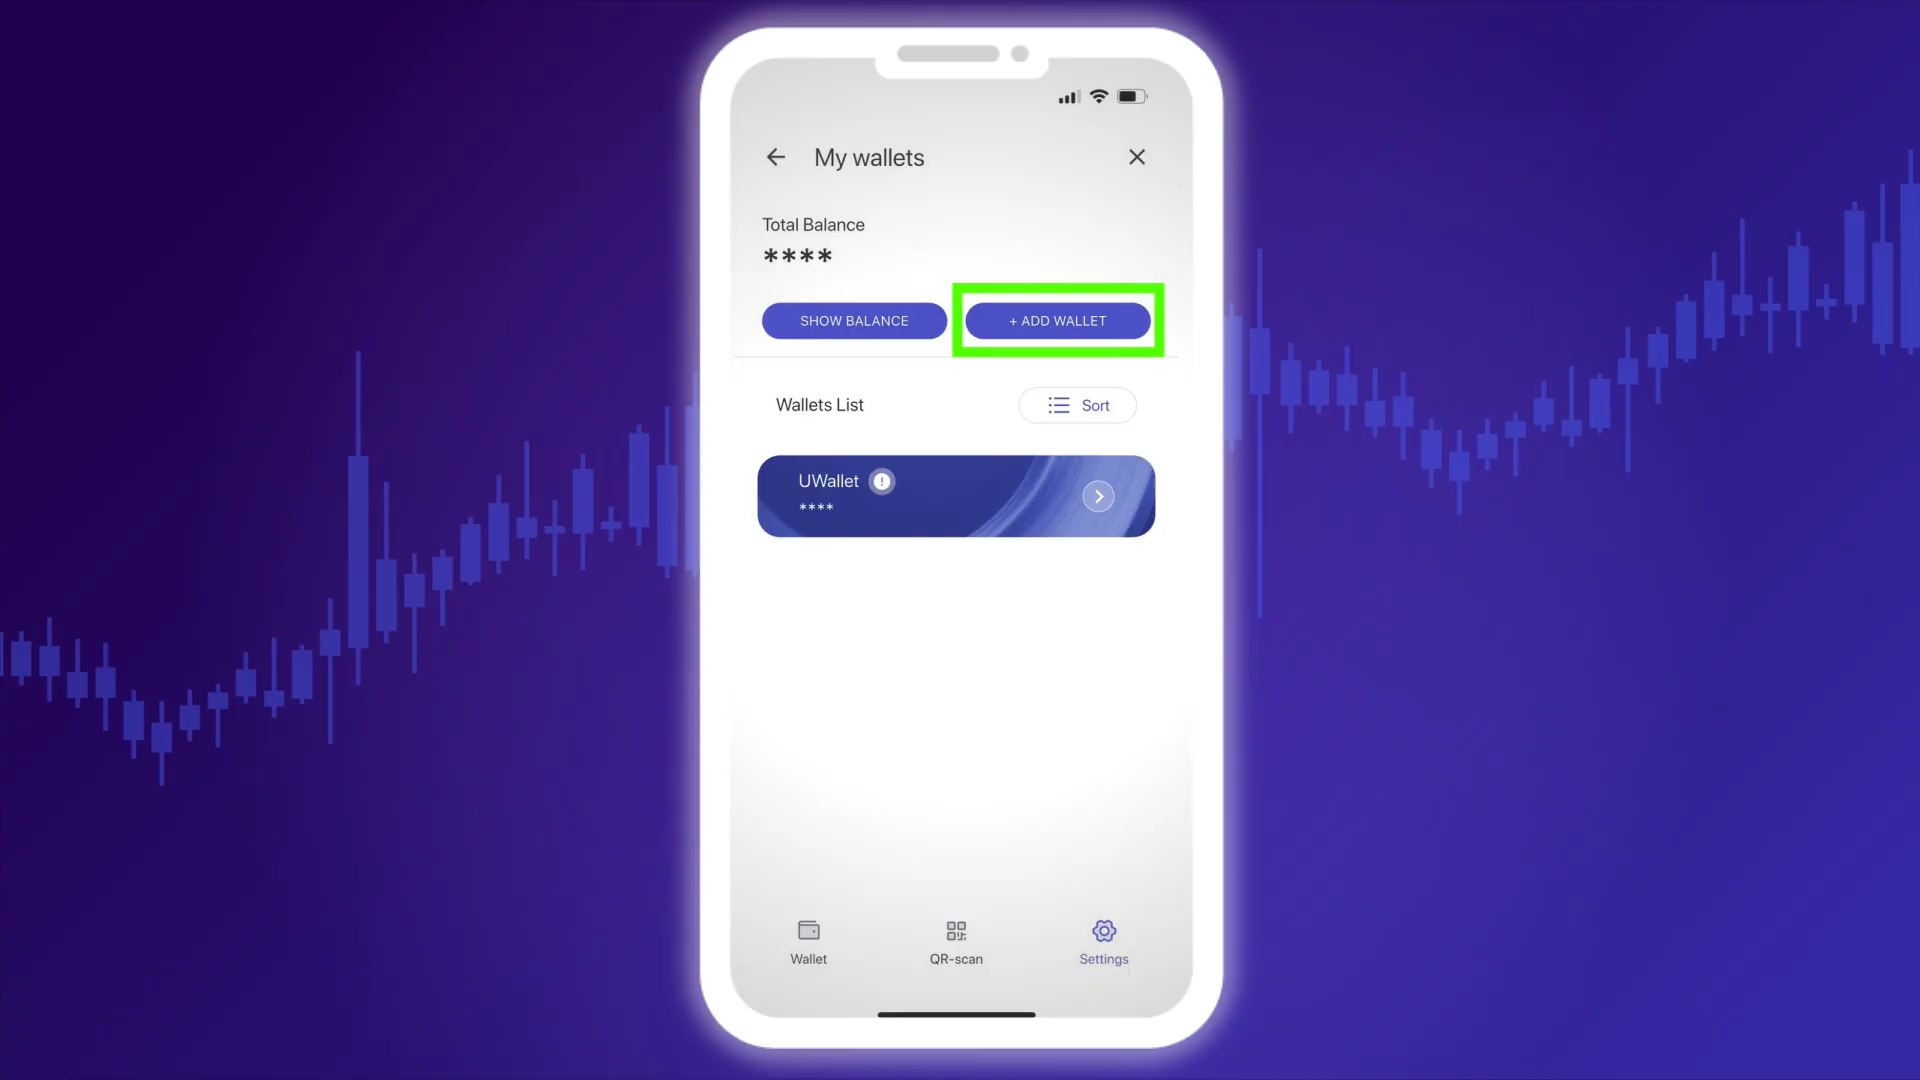 My wallets
Total Balance
****
SHOW BALANCE
+ ADD WALLET
Wallets List
Sort
UWallet
****
Wallet
QR-scan
Settings